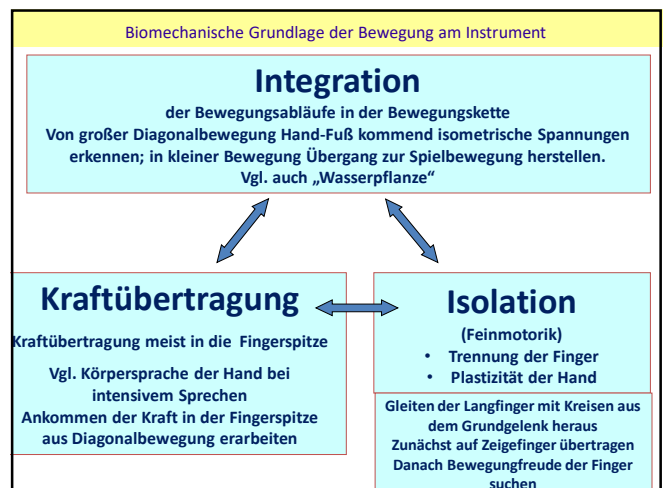 Biomechanische Grundlage der Bewegung am Instrument
Integration
der Bewegungsabläufe in der Bewegungskette
Von großer Diagonalbewegung Hand-Fuß kommend isometrische Spannungen
erkennen; in kleiner Bewegung Übergang zur Spielbewegung herstellen.
Vgl. auch „Wasserpflanze“
Kraftübertragung
Kraftübertragung meist in die Fingerspitze
Vgl. Körpersprache der Hand bei
intensivem Sprechen
Ankommen der Kraft in der Fingerspitze
aus Diagonalbewegung erarbeiten
Isolation
(Feinmotorik)
• Trennung der Finger
• Plastizität der Hand
Gleiten der Langfinger mit Kreisen aus
dem Grundgelenk heraus
Zunächst auf Zeigefinger übertragen
Danach Bewegungfreude der Finger
suchen